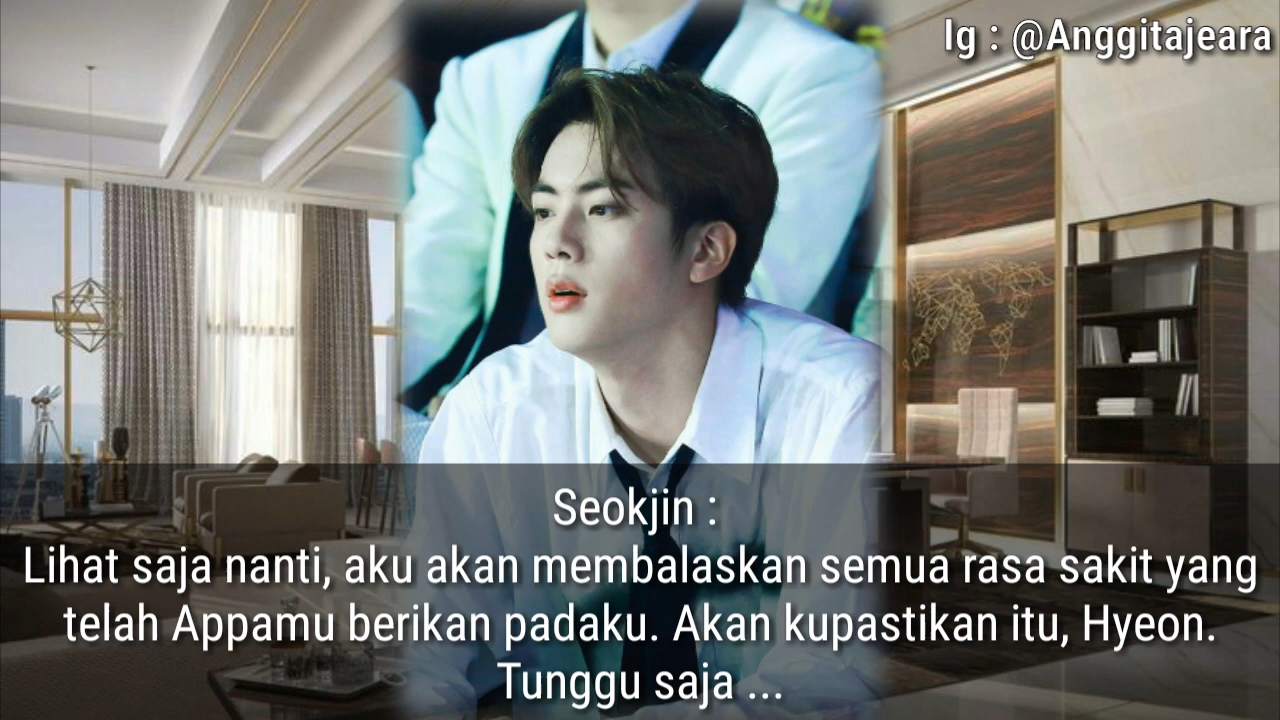 Ig : @Anggitajeara
Seokjin :
Lihat saja nanti, aku akan membalaskan semua rasa sakit yang
telah Appamu berikan padaku. Akan kupastikan itu, Hyeon.
Tunggu saja ...